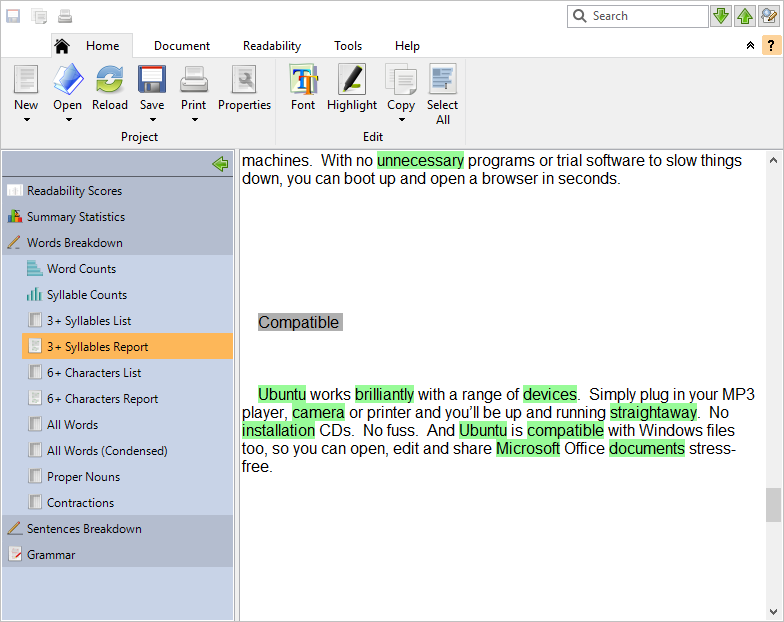 Search
Home Document Readability Tools Help
?
New Open Reload Save Print Properties Font Highlight Copy Select All
Project Edit
Readability Scores
Summary Statistics
Words Breakdown
Word Counts
Syllable Counts
3+ Syllables List
3+ Syllables Report
6+ Characters List
6+ Characters Report
All Words
All Words (Condensed)
Proper Nouns
Contractions
Sentences Breakdown
Grammar
machines.  With no unnecessary programs or trial software to slow things
down, you can boot up and open a browser in seconds.
Compatible
Ubuntu works brilliantly with a range of devices.  Simply plug in your MP3
player, camera or printer and you'll be up and running straightaway.  No
installation CDs.  No fuss.  And Ubuntu is compatible with Windows files
too, so you can open, edit and share Microsoft Office documents stress-
free.